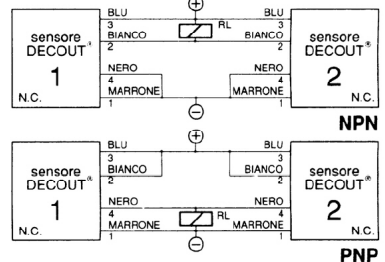 BLU BLU
3 RL 3
sensore BIANCO BIANCO sensore
DECOUT® 2 2 DECOUT®
1 NERO NERO 2
4 4
N.C. MARRONE MARRONE N.C.
1 1
NPN
BLU BLU
3 3
sensore BIANCO BIANCO sensore
DECOUT® 2 2 DECOUT®
1 NERO NERO 2
4 RL 4
N.C. MARRONE MARRONE N.C.
1 1
PNP